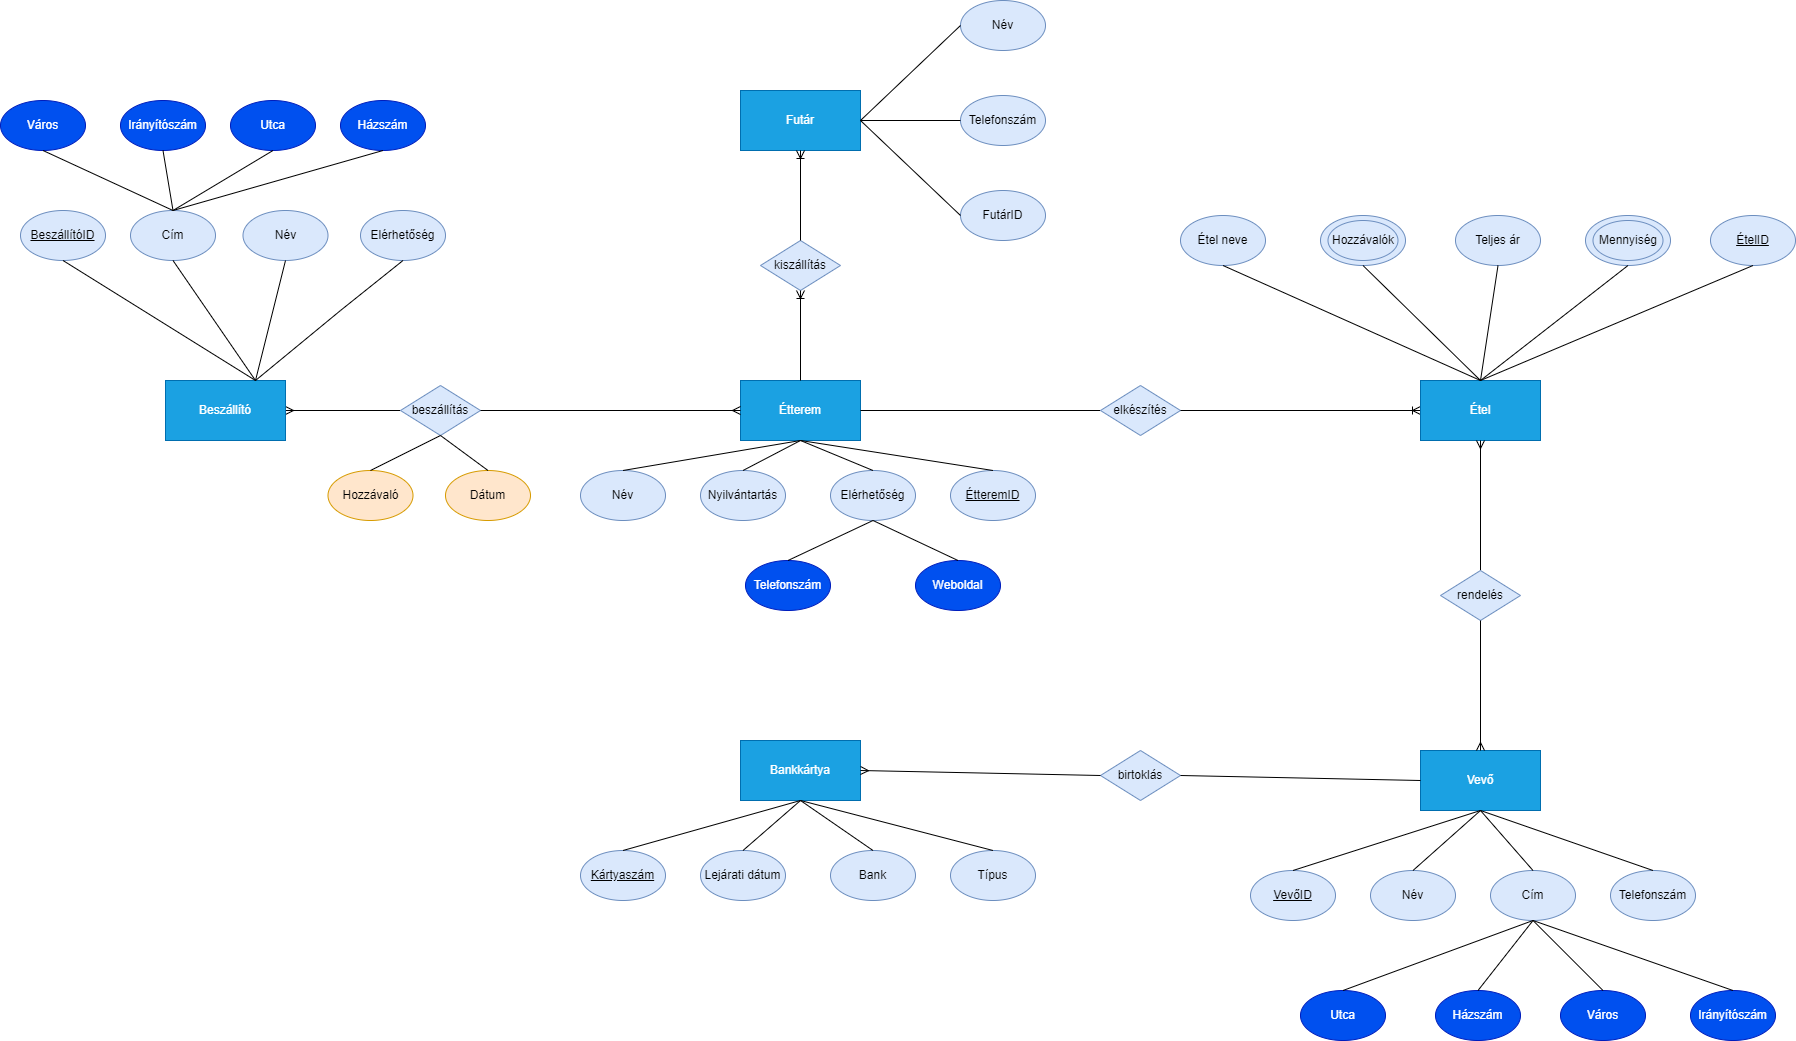 Név
Futár
Telefonszám
Város
Irányítószám
Utca
Házszám
FutárID
BeszállítóID
Cím
Név
Elérhetőség
Étel neve
Hozzávalók
Teljes ár
Mennyiség
ÉtelID
kiszállítás
Beszállító
beszállítás
Étterem
elkészítés
Étel
Hozzávaló
Dátum
Név
Nyilvántartás
Elérhetőség
ÉtteremID
Telefonszám
Weboldal
rendelés
Bankkártya
birtoklás
Vevő
Kártyaszám
Lejárati dátum
Bank
Típus
VevőID
Név
Cím
Telefonszám
Utca
Házszám
Város
Irányítószám